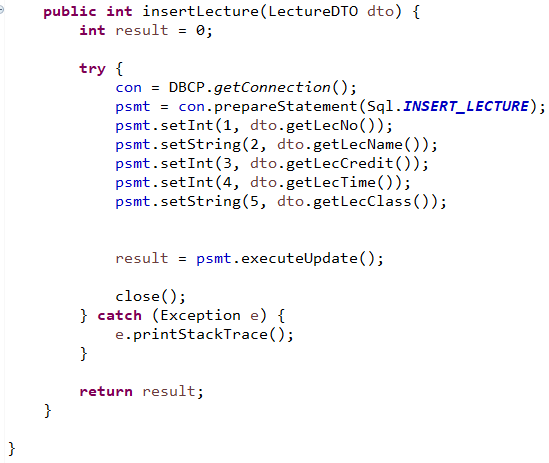 public int insertLecture(LectureDTO dto) {
    int result = 0;

    try {
        con = DBCP.getConnection();
        psmt = con.prepareStatement(Sql.INSERT_LECTURE);
        psmt.setInt(1, dto.getLecNo());
        psmt.setString(2, dto.getLecName());
        psmt.setInt(3, dto.getLecCredit());
        psmt.setInt(4, dto.getLecTime());
        psmt.setString(5, dto.getLecClass());


        result = psmt.executeUpdate();

        close();
    } catch (Exception e) {
        e.printStackTrace();
    }

    return result;
}

}